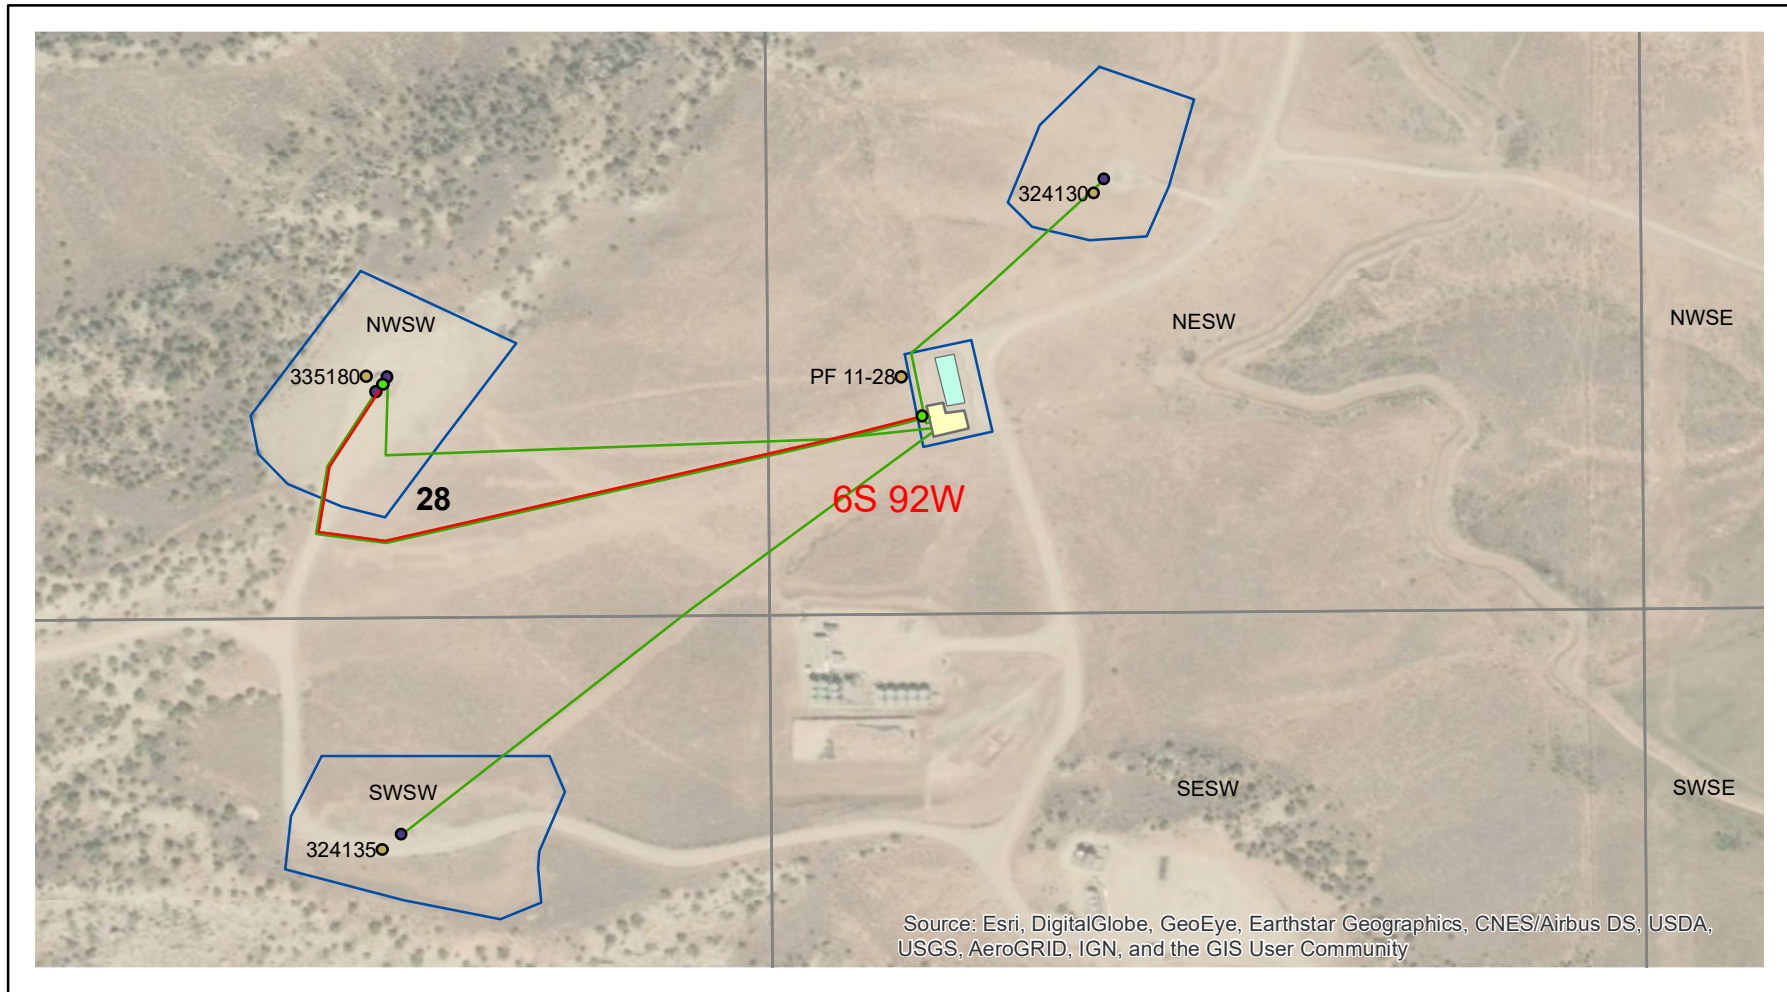 324130
NWSW
NESW
NWSE
335180
PF 11-28
28
6S 92W
SWSW
SESW
SWSE
324135
Source: Esri, DigitalGlobe, GeoEye, Earthstar Geographics, CNES/Airbus DS, USDA,
USGS, AeroGRID, IGN, and the GIS User Community